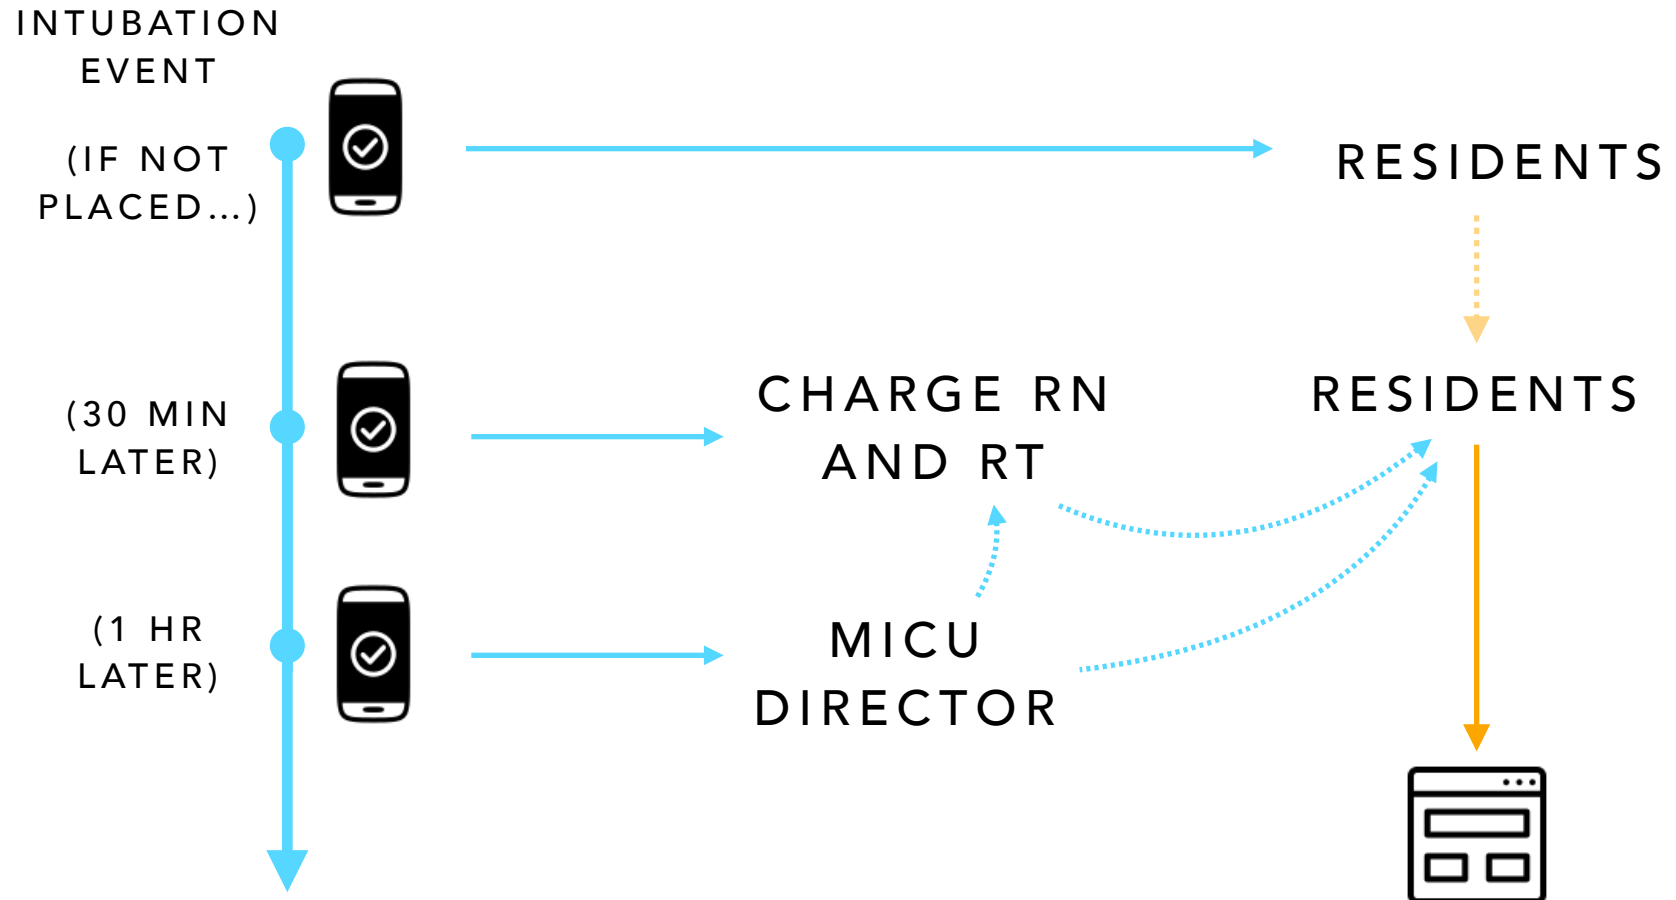 INTUBATION
EVENT
(IF NOT
PLACED...)
RESIDENTS
(30 MIN
LATER)
CHARGE RN
AND RT
RESIDENTS
(1 HR
LATER)
MICU
DIRECTOR